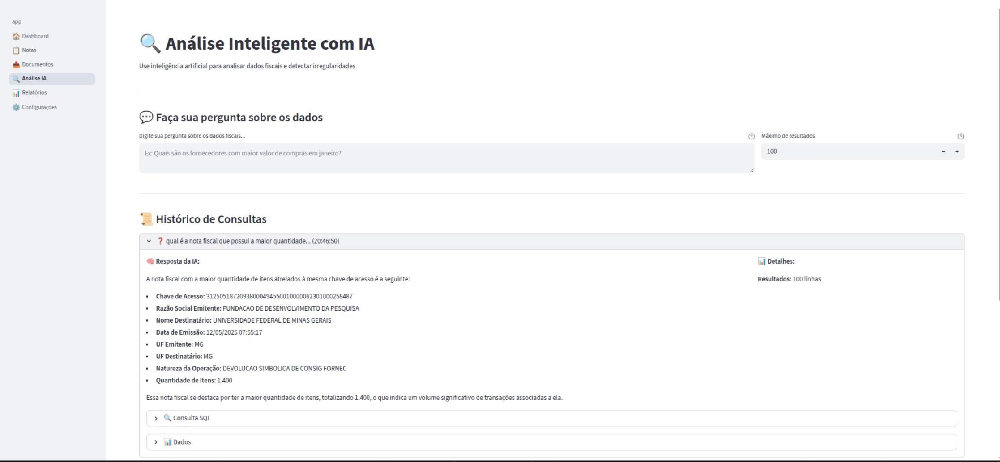 app
Dashboard
Notas
Documentos
Análise IA
Relatórios
Configurações
Análise Inteligente com IA
Use inteligência artificial para analisar dados fiscais e detectar irregularidades
Faça sua pergunta sobre os dados
Digite sua pergunta sobre os dados fiscais...
Máximo de resultados
Ex: Quais são os fornecedores com maior valor de compras em janeiro?
100
Histórico de Consultas
qual é a nota fiscal que possui a maior quantidade... (20:46:50)
Resposta da IA:
Detalhes:
A nota fiscal com a maior quantidade de itens atrelados à mesma chave de acesso é a seguinte:
Resultados: 100 linhas
Chave de Acesso: 31250518720938000494550010000062301000258487
Razão Social Emitente: FUNDACAO DE DESENVOLVIMENTO DA PESQUISA
Nome Destinatário: UNIVERSIDADE FEDERAL DE MINAS GERAIS
Data de Emissão: 12/05/2025 07:55:17
UF Emitente: MG
UF Destinatário: MG
Natureza da Operação: DEVOLUCAO SIMBOLICA DE CONSIG FORNEC
Quantidade de Itens: 1.400
Essa nota fiscal se destaca por ter a maior quantidade de itens, totalizando 1.400, o que indica um volume significativo de transações associadas a ela.
Consulta SQL
Dados